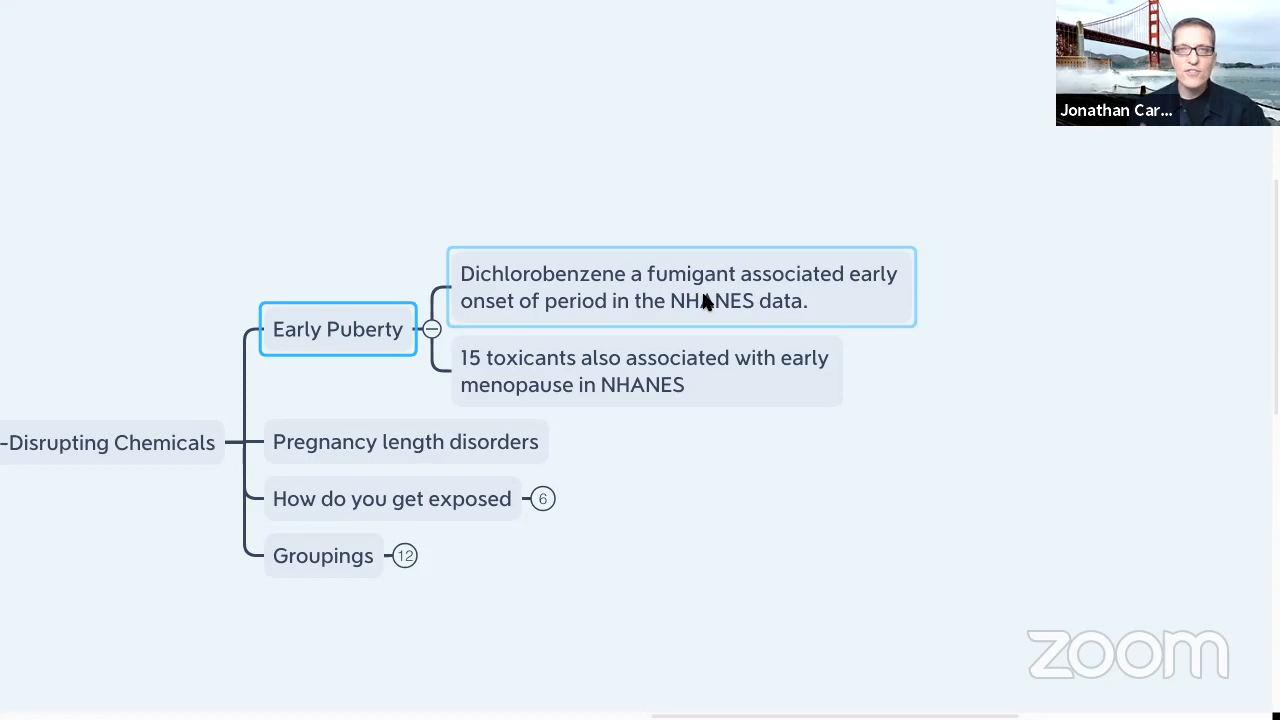 Jonathan Car...
Dichlorobenzene a fumigant associated early
onset of period in the NHANES data.
Early Puberty
15 toxicants also associated with early
menopause in NHANES
-Disrupting Chemicals
Pregnancy length disorders
How do you get exposed
6
Groupings
12
zoom